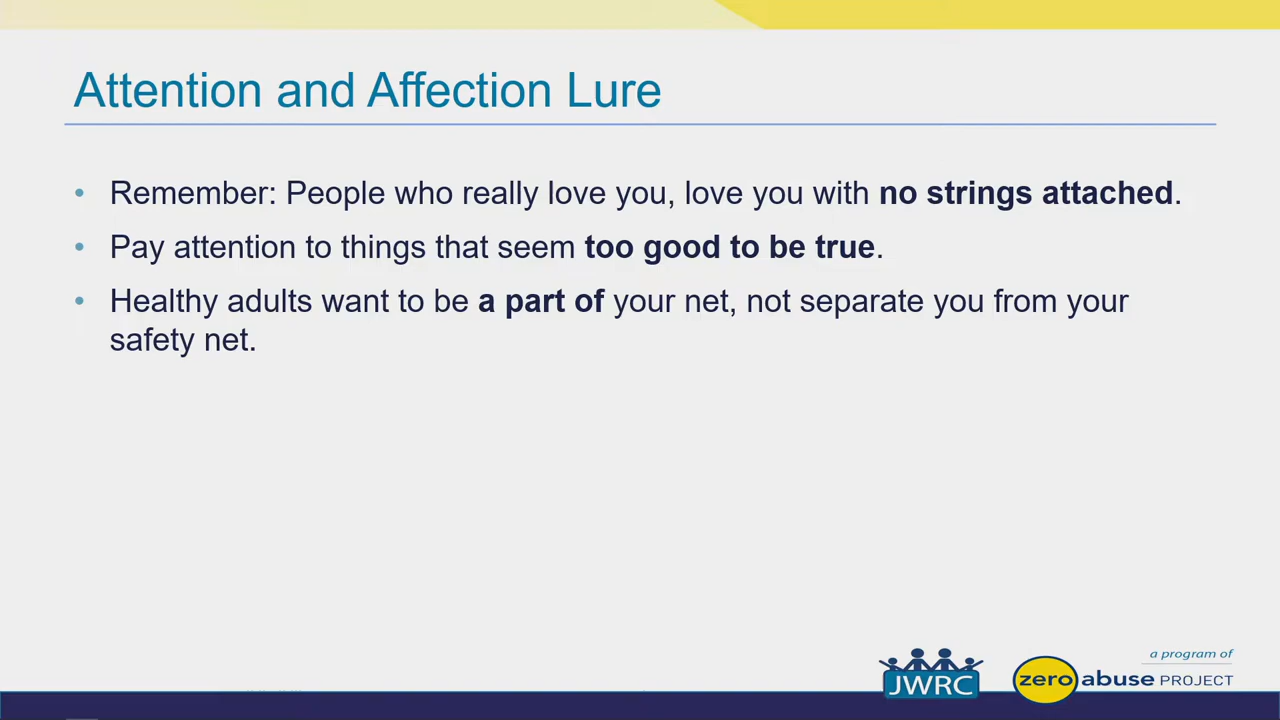 Attention and Affection Lure
• Remember: People who really love you, love you with no strings attached.
• Pay attention to things that seem too good to be true.
• Healthy adults want to be a part of your net, not separate you from your
safety net.
a program of
JWRC
zero abuse PROJECT